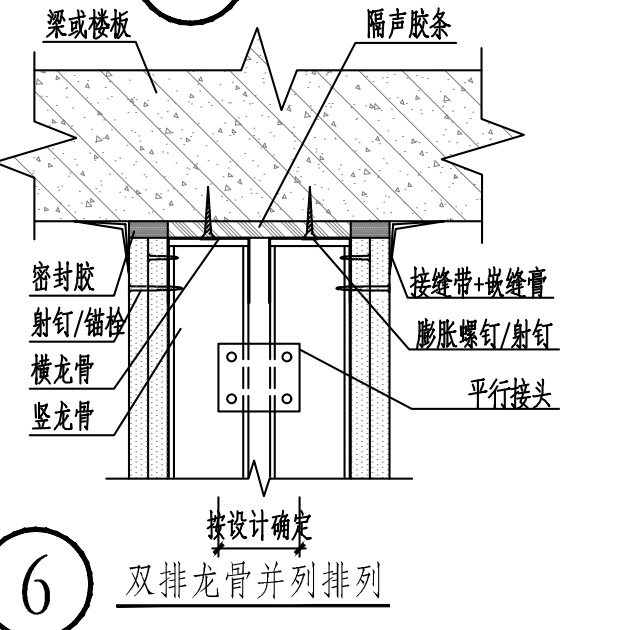 梁或楼板
隔声胶条
密封胶
接缝带+嵌缝膏
射钉/锚栓
膨胀螺钉/射钉
横龙骨
平行接头
竖龙骨
按设计确定
6
双排龙骨并列排列